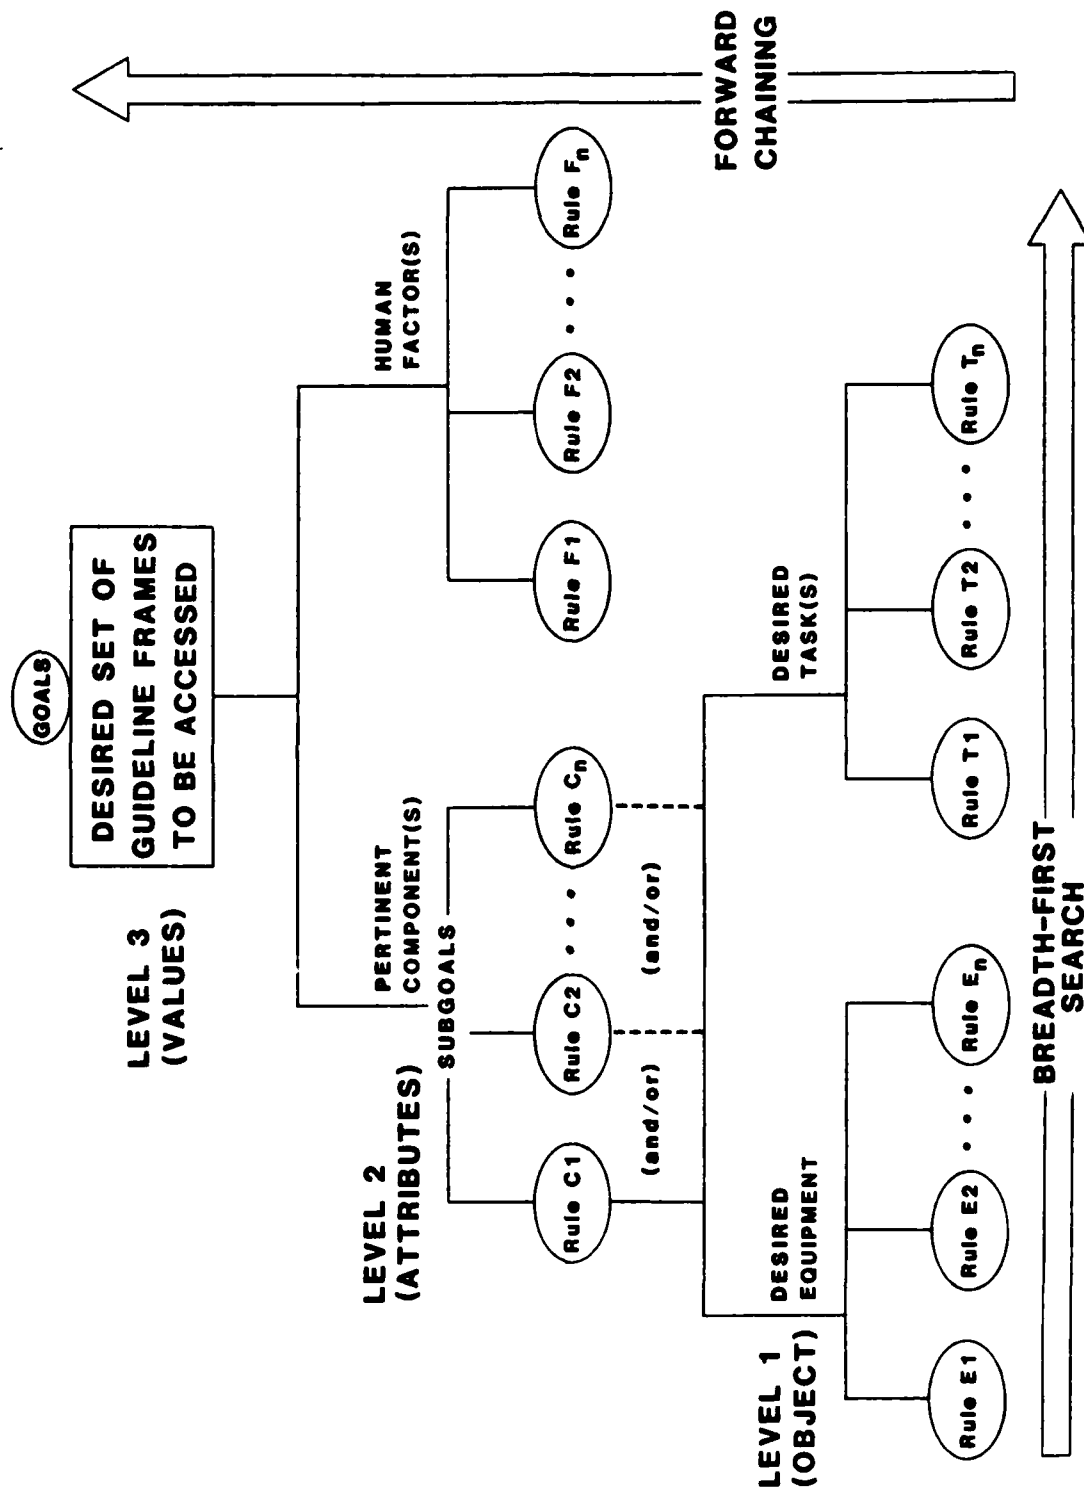 GOALS
DESIRED SET OF
GUIDELINE FRAMES
TO BE ACCESSED
LEVEL 3
(VALUES)
PERTINENT
COMPONENT(S)
HUMAN
FACTOR(S)
LEVEL 2
(ATTRIBUTES)
SUBGOALS
Rule C1
Rule C2
• • • •
Rule Cn
Rule F1
Rule F2
• • • •
Rule Fn
(and/or)
(and/or)
FORWARD
CHAINING
LEVEL 1
(OBJECT)
DESIRED
EQUIPMENT
DESIRED
TASK(S)
Rule E1
Rule E2
• • •
Rule En
Rule T1
Rule T2
• • •
Rule Tn
BREADTH-FIRST
SEARCH